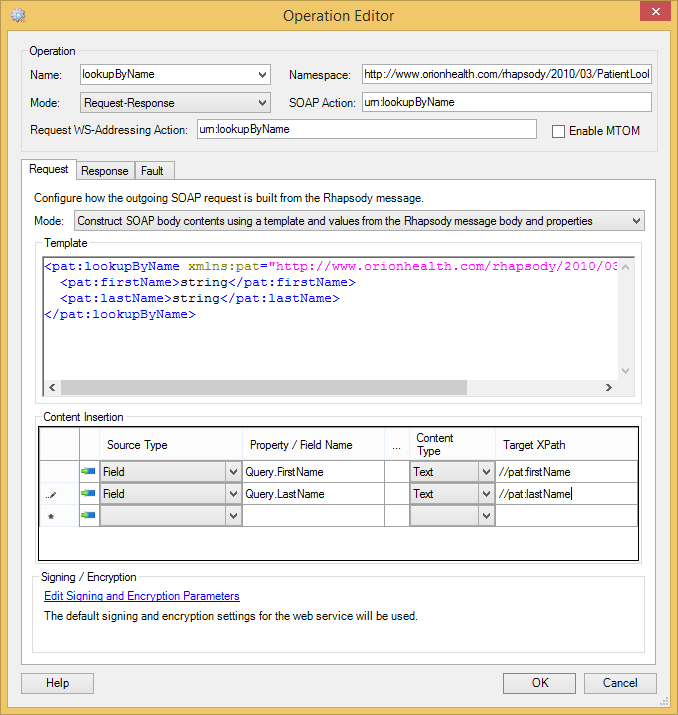 Operation Editor
Operation
Name: lookupByName Namespace: http://www.orionhealth.com/rhapsody/2010/03/PatientLool
Mode: Request-Response SOAP Action: urn:lookupByName
Request WS-Addressing Action: urn:lookupByName Enable MTOM
Request Response Fault
Configure how the outgoing SOAP request is built from the Rhapsody message.
Mode: Construct SOAP body contents using a template and values from the Rhapsody message body and properties
Template
<pat:lookupByName xmlns:pat="http://www.orionhealth.com/rhapsody/2010/03
<pat:firstName>string</pat:firstName>
<pat:lastName>string</pat:lastName>
</pat:lookupByName>
Content Insertion
Source Type Property / Field Name ... Content Type Target XPath
Field Query.FirstName Text //pat:firstName
Field Query.LastName Text //pat:lastName
Signing / Encryption
Edit Signing and Encryption Parameters
The default signing and encryption settings for the web service will be used.
Help OK Cancel